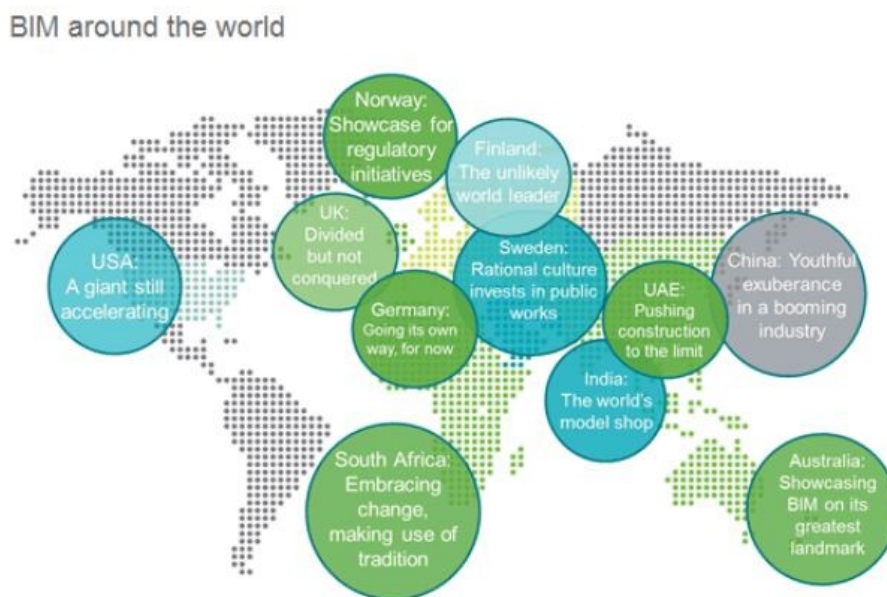 BIM around the world
Norway:
Showcase for
regulatory
initiatives
Finland:
The unlikely
world leader
UK:
Divided
but not
conquered
USA:
A giant still
accelerating
Sweden:
Rational culture
invests in public
works
China: Youthful
exuberance
in a booming
industry
Germany:
Going its own
way, for now
UAE:
Pushing
construction
to the limit
India:
The world's
model shop
South Africa:
Embracing
change,
making use of
tradition
Australia:
Showcasing
BIM on its
greatest
landmark